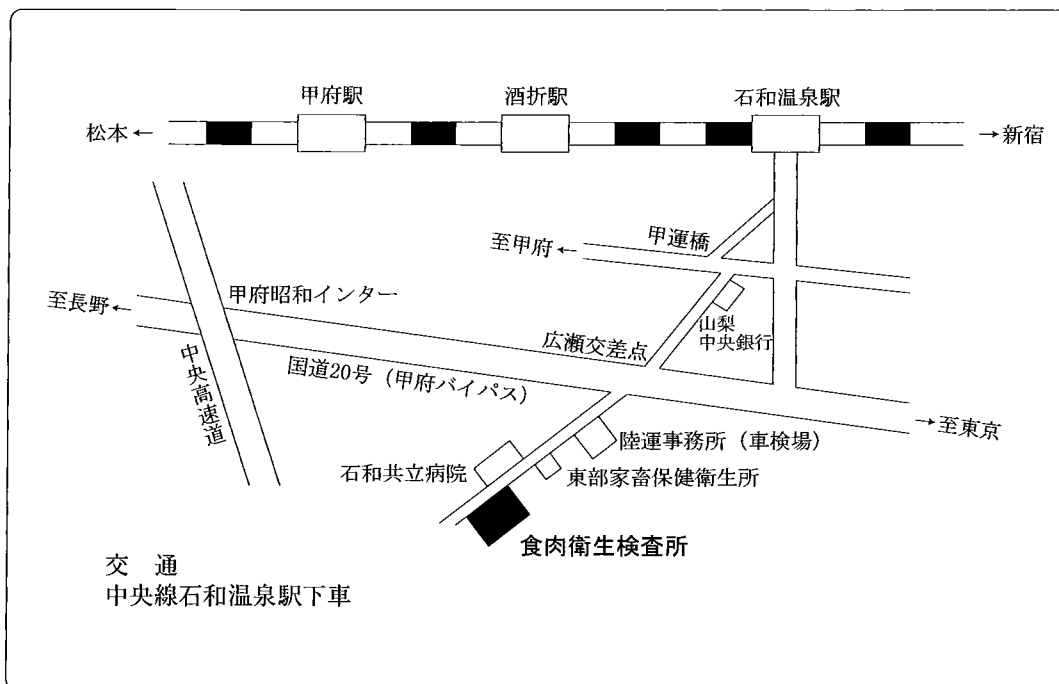 甲府駅
酒折駅
石和温泉駅
松本←
→新宿
甲運橋
至甲府←
至長野←
甲府昭和インター
山梨
中央銀行
広瀬交差点
国道20号(甲府バイパス)
中央高速道
→至東京
陸運事務所(車検場)
石和共立病院
東部家畜保健衛生所
食肉衛生検査所
交 通
中央線石和温泉駅下車